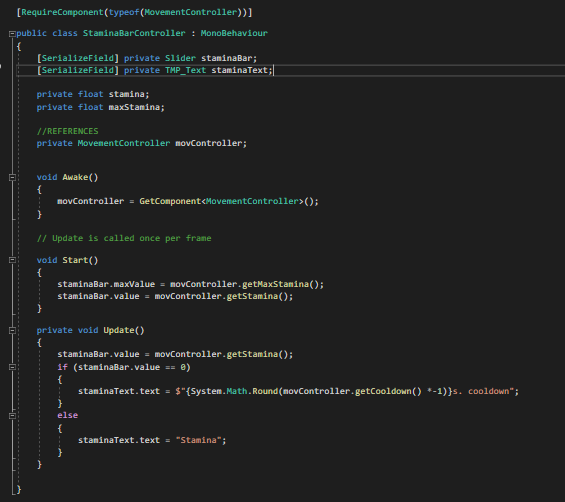 [RequireComponent(typeof(MovementController))]
public class StaminaBarController : MonoBehaviour
{
[SerializeField] private Slider staminaBar;
[SerializeField] private TMP_Text staminaText;
private float stamina;
private float maxStamina;
//REFERENCES
private MovementController movController;
void Awake()
{
movController = GetComponent<MovementController>();
}
// Update is called once per frame
void Start()
{
staminaBar.maxValue = movController.getMaxStamina();
staminaBar.value = movController.getStamina();
}
private void Update()
{
staminaBar.value = movController.getStamina();
if (staminaBar.value == 0)
{
staminaText.text = $"{System.Math.Round(movController.getCooldown() *-1)}s. cooldown";
}
else
{
staminaText.text = "Stamina";
}
}
}